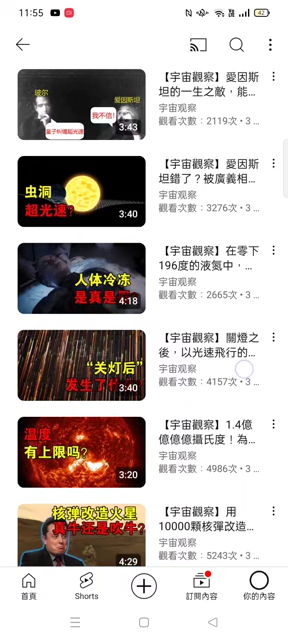 11:55
42
玻尔
爱因斯坦
我不信!
量子纠缠超光速
3:43
【宇宙觀察】愛因斯
坦的一生之敵，能...
宇宙观察
觀看次數：2119次・3 ...
虫洞
超光速?
3:40
【宇宙觀察】愛因斯
坦錯了？被廣義相...
宇宙观察
觀看次數：3276次・3 ...
人体冷冻
是真是
4:18
【宇宙觀察】在零下
196度的液氮中，...
宇宙观察
觀看次數：2665次・3 ...
“关灯后”
发生了什
3:40
【宇宙觀察】關燈之
後，以光速飛行的...
宇宙观察
觀看次數：4157次・3 ...
温度
有上限吗?
3:20
【宇宙觀察】1.4億
億億億攝氏度！為...
宇宙观察
觀看次數：4986次・3 ...
核弹改造火星
真牛还是吹牛?
4:29
【宇宙觀察】用
10000顆核彈改造...
宇宙观察
觀看次數：5243次・3 ...
首頁
Shorts
訂閱內容
你的內容